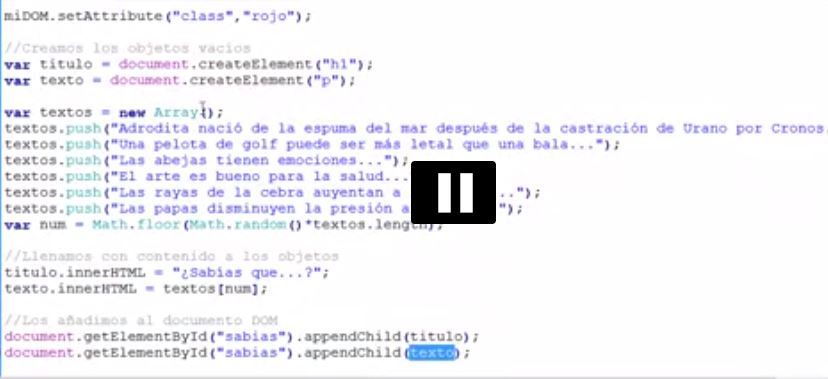 miDOM.setAttribute("class","rojo");
//Creamos los objetos vacios
var titulo = document.createElement("h1");
var texto = document.createElement("p");
var textos = new Array();
textos.push("Adrodita nació de la espuma del mar después de la castración de Urano por Cronos.
textos.push("Una pelota de golf puede ser más letal que una bala...");
textos.push("Las abejas tienen emociones...");
textos.push("El arte es bueno para la salud...
textos.push("Las rayas de la cebra auyentan a ..");
textos.push("Las papas disminuyen la presión a ");
var num = Math.floor(Math.random()*textos.length);
//Llenamos con contenido a los objetos
titulo.innerHTML = "¿Sabias que...?";
texto.innerHTML = textos[num];
//Los añadimos al documento DOM
document.getElementById("sabias").appendChild(titulo);
document.getElementById("sabias").appendChild(texto);